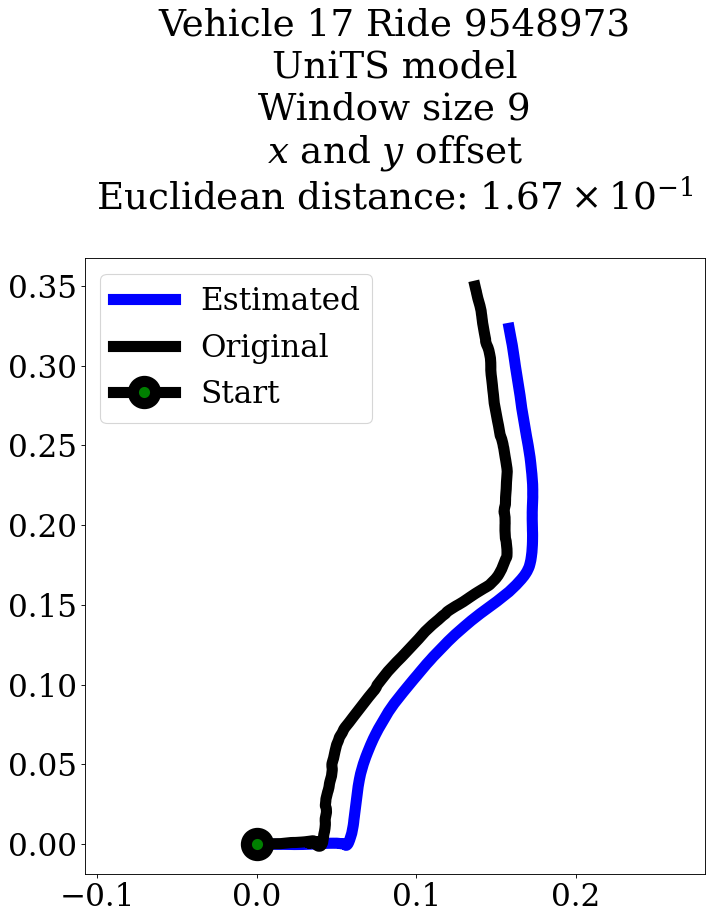 Vehicle 17 Ride 9548973
UniTS model
Window size 9
x and y offset
Euclidean distance: 1.67 × 10⁻¹
Estimated
Original
Start
0.35
0.30
0.25
0.20
0.15
0.10
0.05
0.00
−0.1
0.0
0.1
0.2